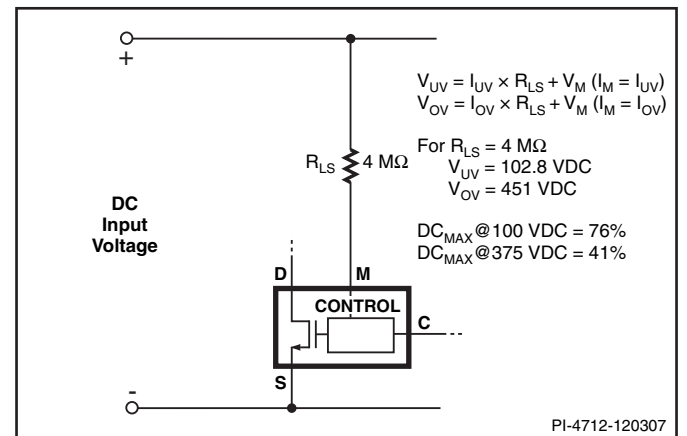 +
V_UV = I_UV × R_LS + V_M (I_M = I_UV)
V_OV = I_OV × R_LS + V_M (I_M = I_OV)
For R_LS = 4 MΩ
V_UV = 102.8 VDC
V_OV = 451 VDC
DC_MAX@100 VDC = 76%
DC_MAX@375 VDC = 41%
R_LS 4 MΩ
DC
Input
Voltage
D M
CONTROL
C
S
-
PI-4712-120307